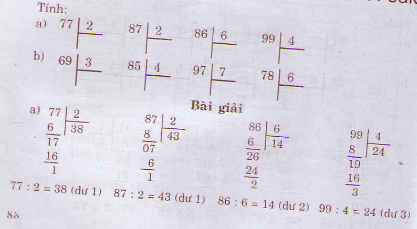 Tính:
a) 77 | 2    87 | 2    86 | 6    99 | 4
b) 69 | 3    85 | 4    97 | 7    78 | 6
Bài giải
a) 77 | 2    87 | 2    86 | 6    99 | 4
6 | 38    8 | 43    6 | 14    8 | 24
17    07    26    19
16    6    24    16
1    1    2    3
77 : 2 = 38 (dư 1)  87 : 2 = 43 (dư 1)  86 : 6 = 14 (dư 2)  99 : 4 = 24 (dư 3)
88